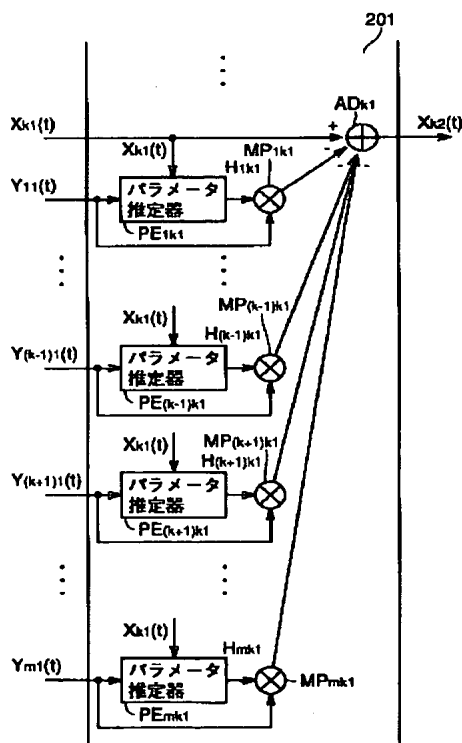 201
ADk1
Xk1(t)
+
Xk2(t)
Xk1(t)
MP1k1
-
H1k1
Y11(t)
パラメータ
推定器
PE1k1
MP(k-1)k1
Xk1(t)
H(k-1)k1
Y(k-1)1(t)
パラメータ
推定器
PE(k-1)k1
MP(k+1)k1
Xk1(t)
H(k+1)k1
Y(k+1)1(t)
パラメータ
推定器
PE(k+1)k1
Xk1(t)
Hmk1
Ym1(t)
パラメータ
推定器
MPmk1
PEmk1